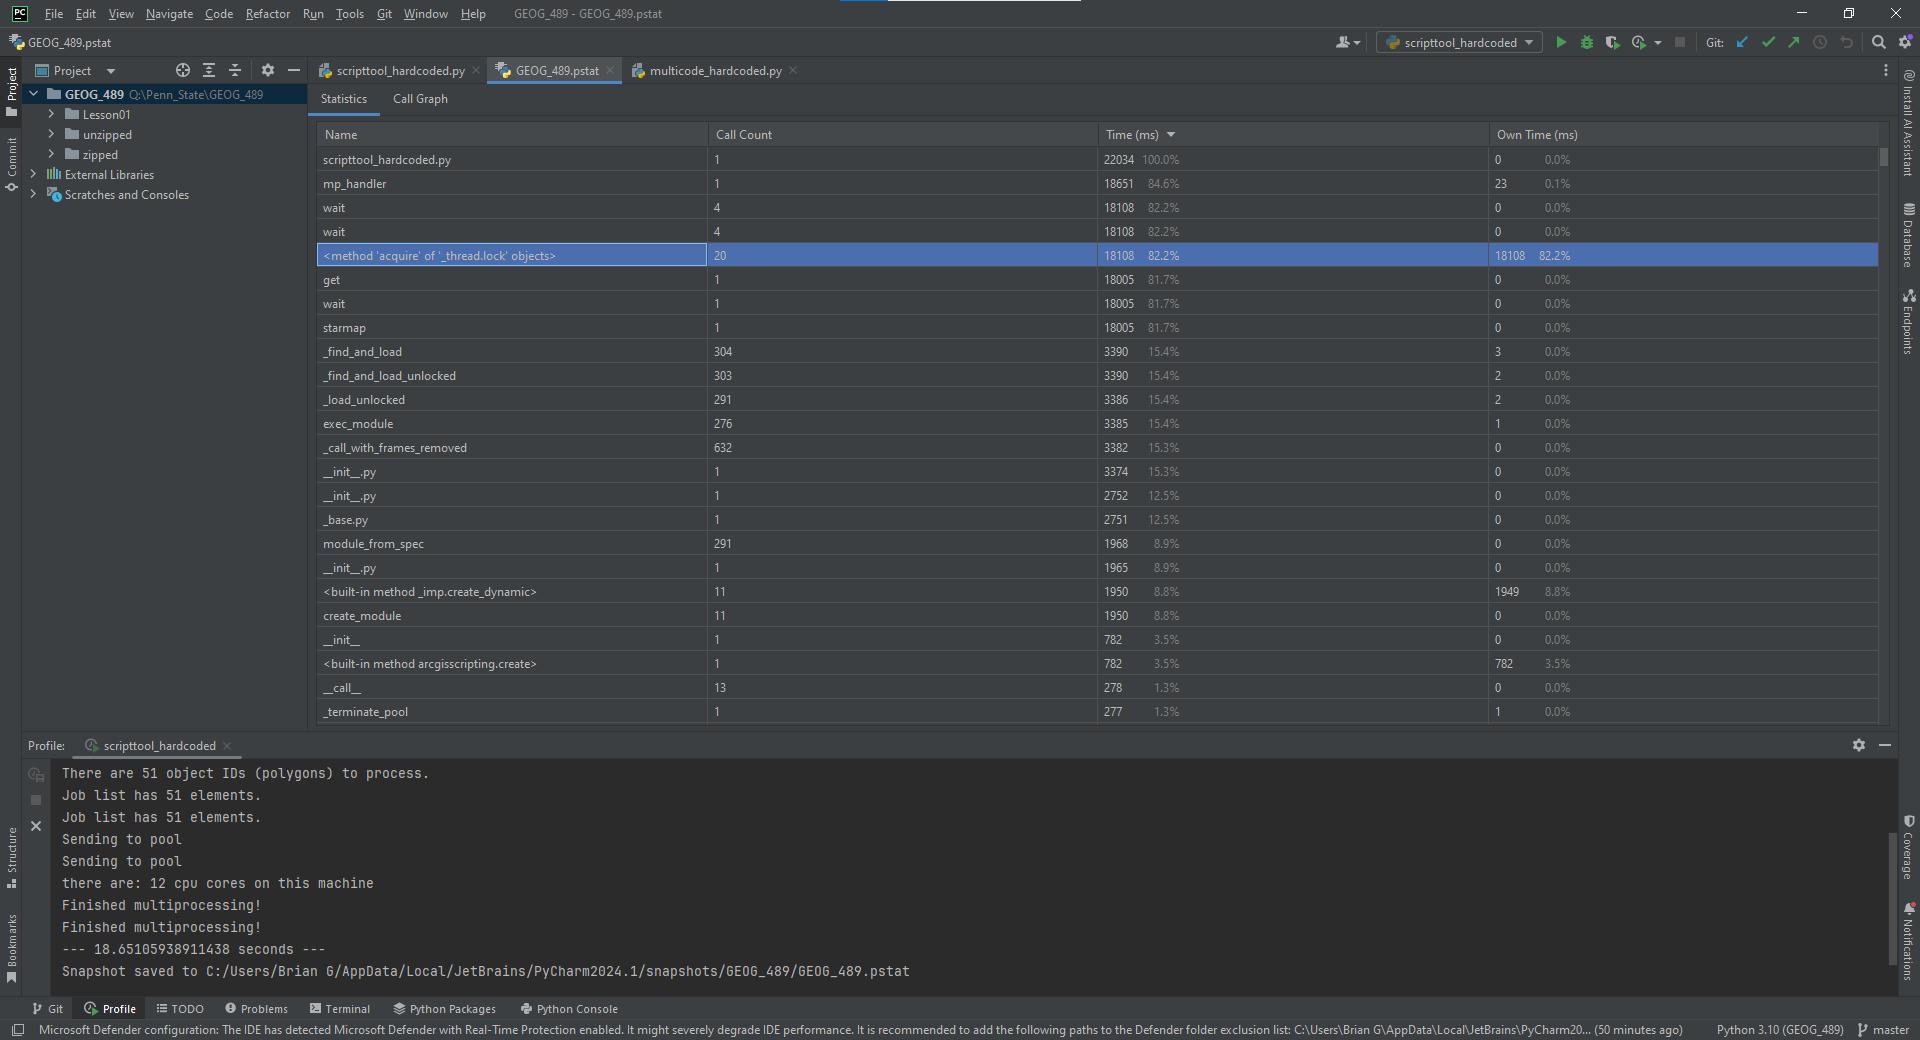 PC File Edit View Navigate Code Refactor Run Tools Git Window Help GEOG_489 - GEOG_489.pstat
GEOG_489.pstat scripttool_hardcoded Git:
Project scripttool_hardcoded.py GEOG_489.pstat multicode_hardcoded.py
GEOG_489 Q:\Penn_State\GEOG_489
Lesson01
unzipped
zipped
External Libraries
Scratches and Consoles
Project
Commit
Structure
Bookmarks
Statistics Call Graph
Name Call Count Time (ms) Own Time (ms)
scripttool_hardcoded.py 1 22034 100.0% 0 0.0%
mp_handler 1 18651 84.6% 23 0.1%
wait 4 18108 82.2% 0 0.0%
wait 4 18108 82.2% 0 0.0%
<method 'acquire' of '_thread.lock' objects> 20 18108 82.2% 18108 82.2%
get 1 18005 81.7% 0 0.0%
wait 1 18005 81.7% 0 0.0%
starmap 1 18005 81.7% 0 0.0%
_find_and_load 304 3390 15.4% 3 0.0%
_find_and_load_unlocked 303 3390 15.4% 2 0.0%
_load_unlocked 291 3386 15.4% 2 0.0%
exec_module 276 3385 15.4% 1 0.0%
_call_with_frames_removed 632 3382 15.3% 0 0.0%
__init__.py 1 3374 15.3% 0 0.0%
__init__.py 1 2752 12.5% 0 0.0%
_base.py 1 2751 12.5% 0 0.0%
module_from_spec 291 1968 8.9% 0 0.0%
__init__.py 1 1965 8.9% 0 0.0%
<built-in method _imp.create_dynamic> 11 1950 8.8% 1949 8.8%
create_module 11 1950 8.8% 0 0.0%
__init__ 1 782 3.5% 0 0.0%
<built-in method arcgisscripting.create> 1 782 3.5% 782 3.5%
__call__ 13 278 1.3% 0 0.0%
_terminate_pool 1 277 1.3% 1 0.0%
Install AI Assistant
Database
Endpoints
Coverage
Notifications
Profile: scripttool_hardcoded
There are 51 object IDs (polygons) to process.
Job list has 51 elements.
Job list has 51 elements.
Sending to pool
Sending to pool
there are: 12 cpu cores on this machine
Finished multiprocessing!
Finished multiprocessing!
--- 18.65105938911438 seconds ---
Snapshot saved to C:/Users/Brian G/AppData/Local/JetBrains/PyCharm2024.1/snapshots/GEOG_489/GEOG_489.pstat
Git Profile TODO Problems Terminal Python Packages Python Console
Microsoft Defender configuration: The IDE has detected Microsoft Defender with Real-Time Protection enabled. It might severely degrade IDE performance. It is recommended to add the following paths to the Defender folder exclusion list: C:\Users\Brian G\AppData\Local\JetBrains\PyCharm20... (50 minutes ago) Python 3.10 (GEOG_489) master